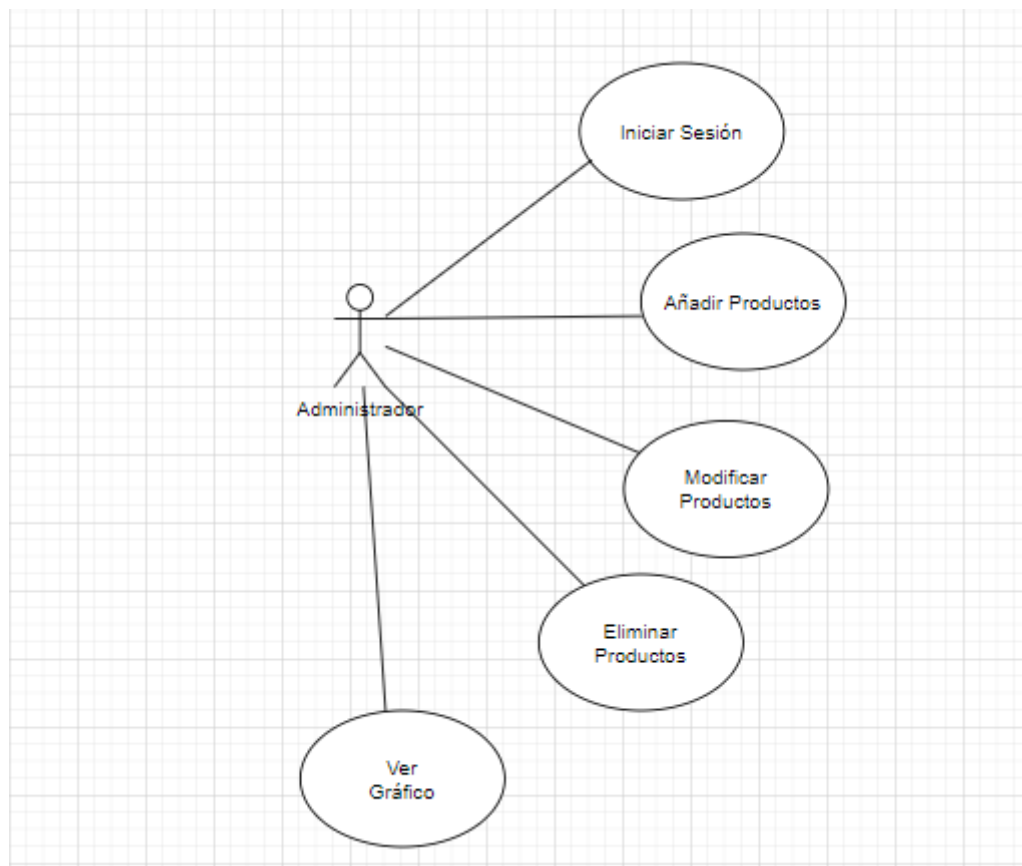 Iniciar Sesión
Añadir Productos
Administrador
Modificar
Productos
Eliminar
Productos
Ver
Gráfico